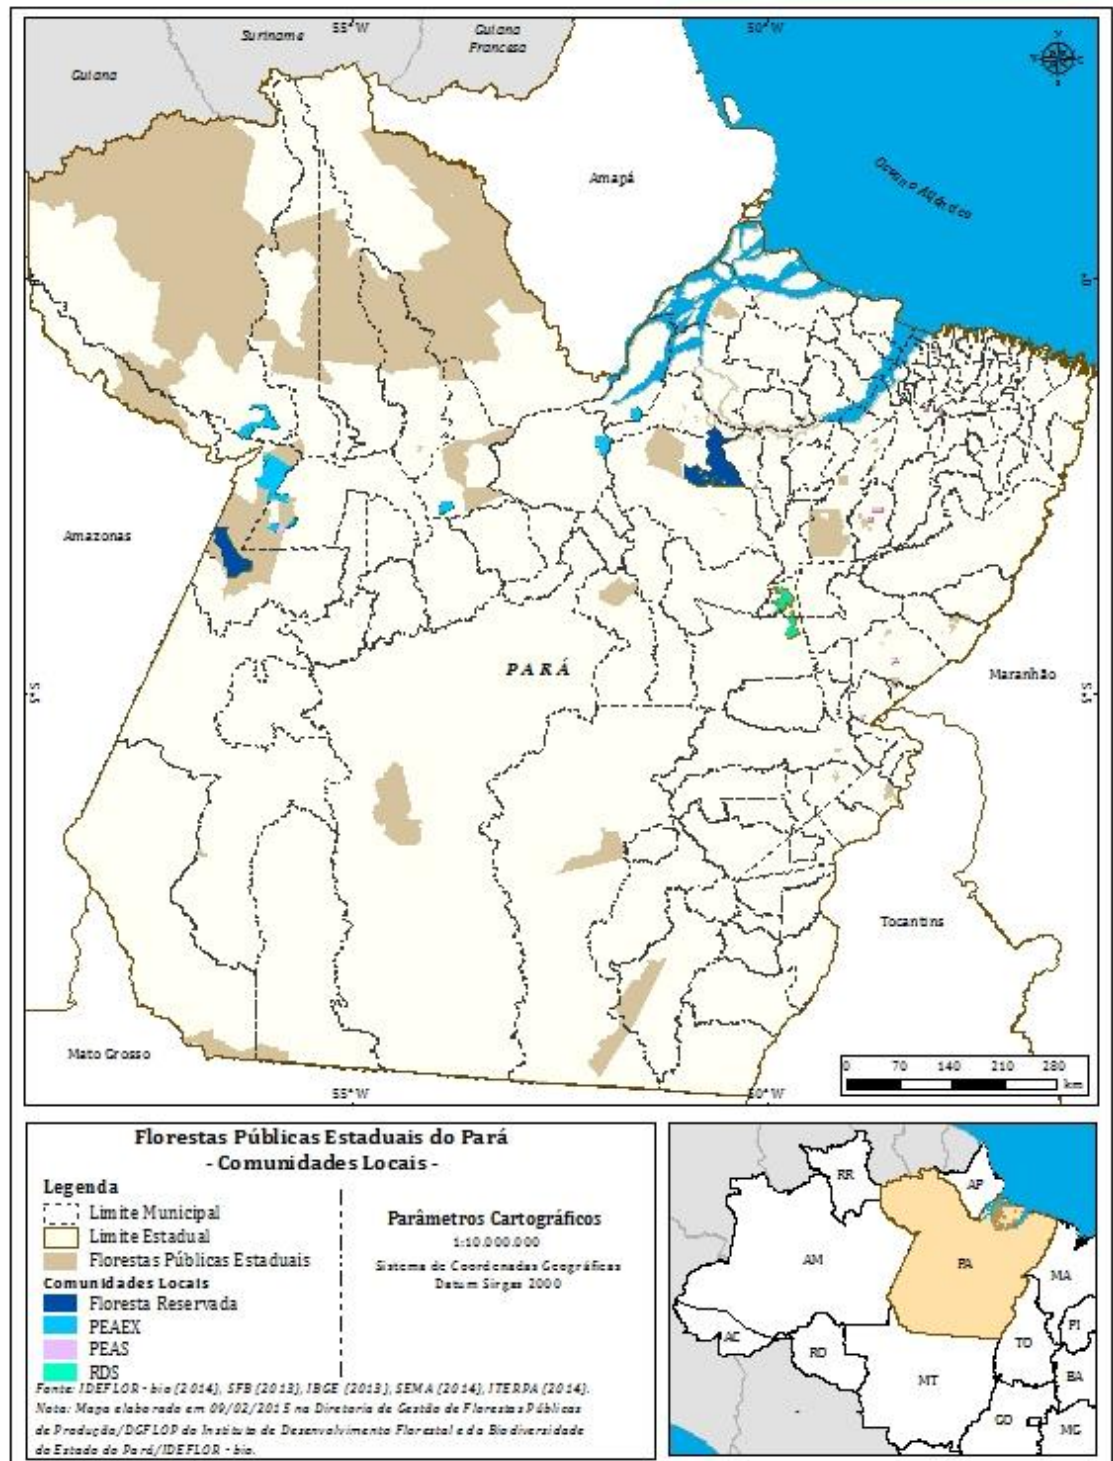 55°W
50°W
Suriname
Guiana
Francesa
Guiana
Amapá
Oceano Atlântico
0°
Amazonas
PARÁ
Maranhão
5°S
5°S
Tocantins
Mato Grosso
0 70 140 210 280
km
55°W
50°W
Florestas Públicas Estaduais do Pará
- Comunidades Locais -
Legenda
Limite Municipal
Limite Estadual
Florestas Públicas Estaduais
Comunidades Locais
Floresta Reservada
PEAEX
PEAS
RDS
Parâmetros Cartográficos
1:10.000.000
Sistema de Coordenadas Geográficas
Datum Sirgas 2000
Fonte: IDEFLOR - bio (2014), SFB (2013), IBGE (2013), SEMA (2014), ITERPA (2014).
Nota: Mapa elaborado em 09/02/2015 na Diretoria de Gestão de Florestas Públicas
de Produção/DGFLOP do Instituto de Desenvolvimento Florestal e da Biodiversidade
do Estado do Pará/IDEFLOR - bio.
RR
AP
AM
PA
MA
PI
AC
RO
TO
BA
MT
GO
MG